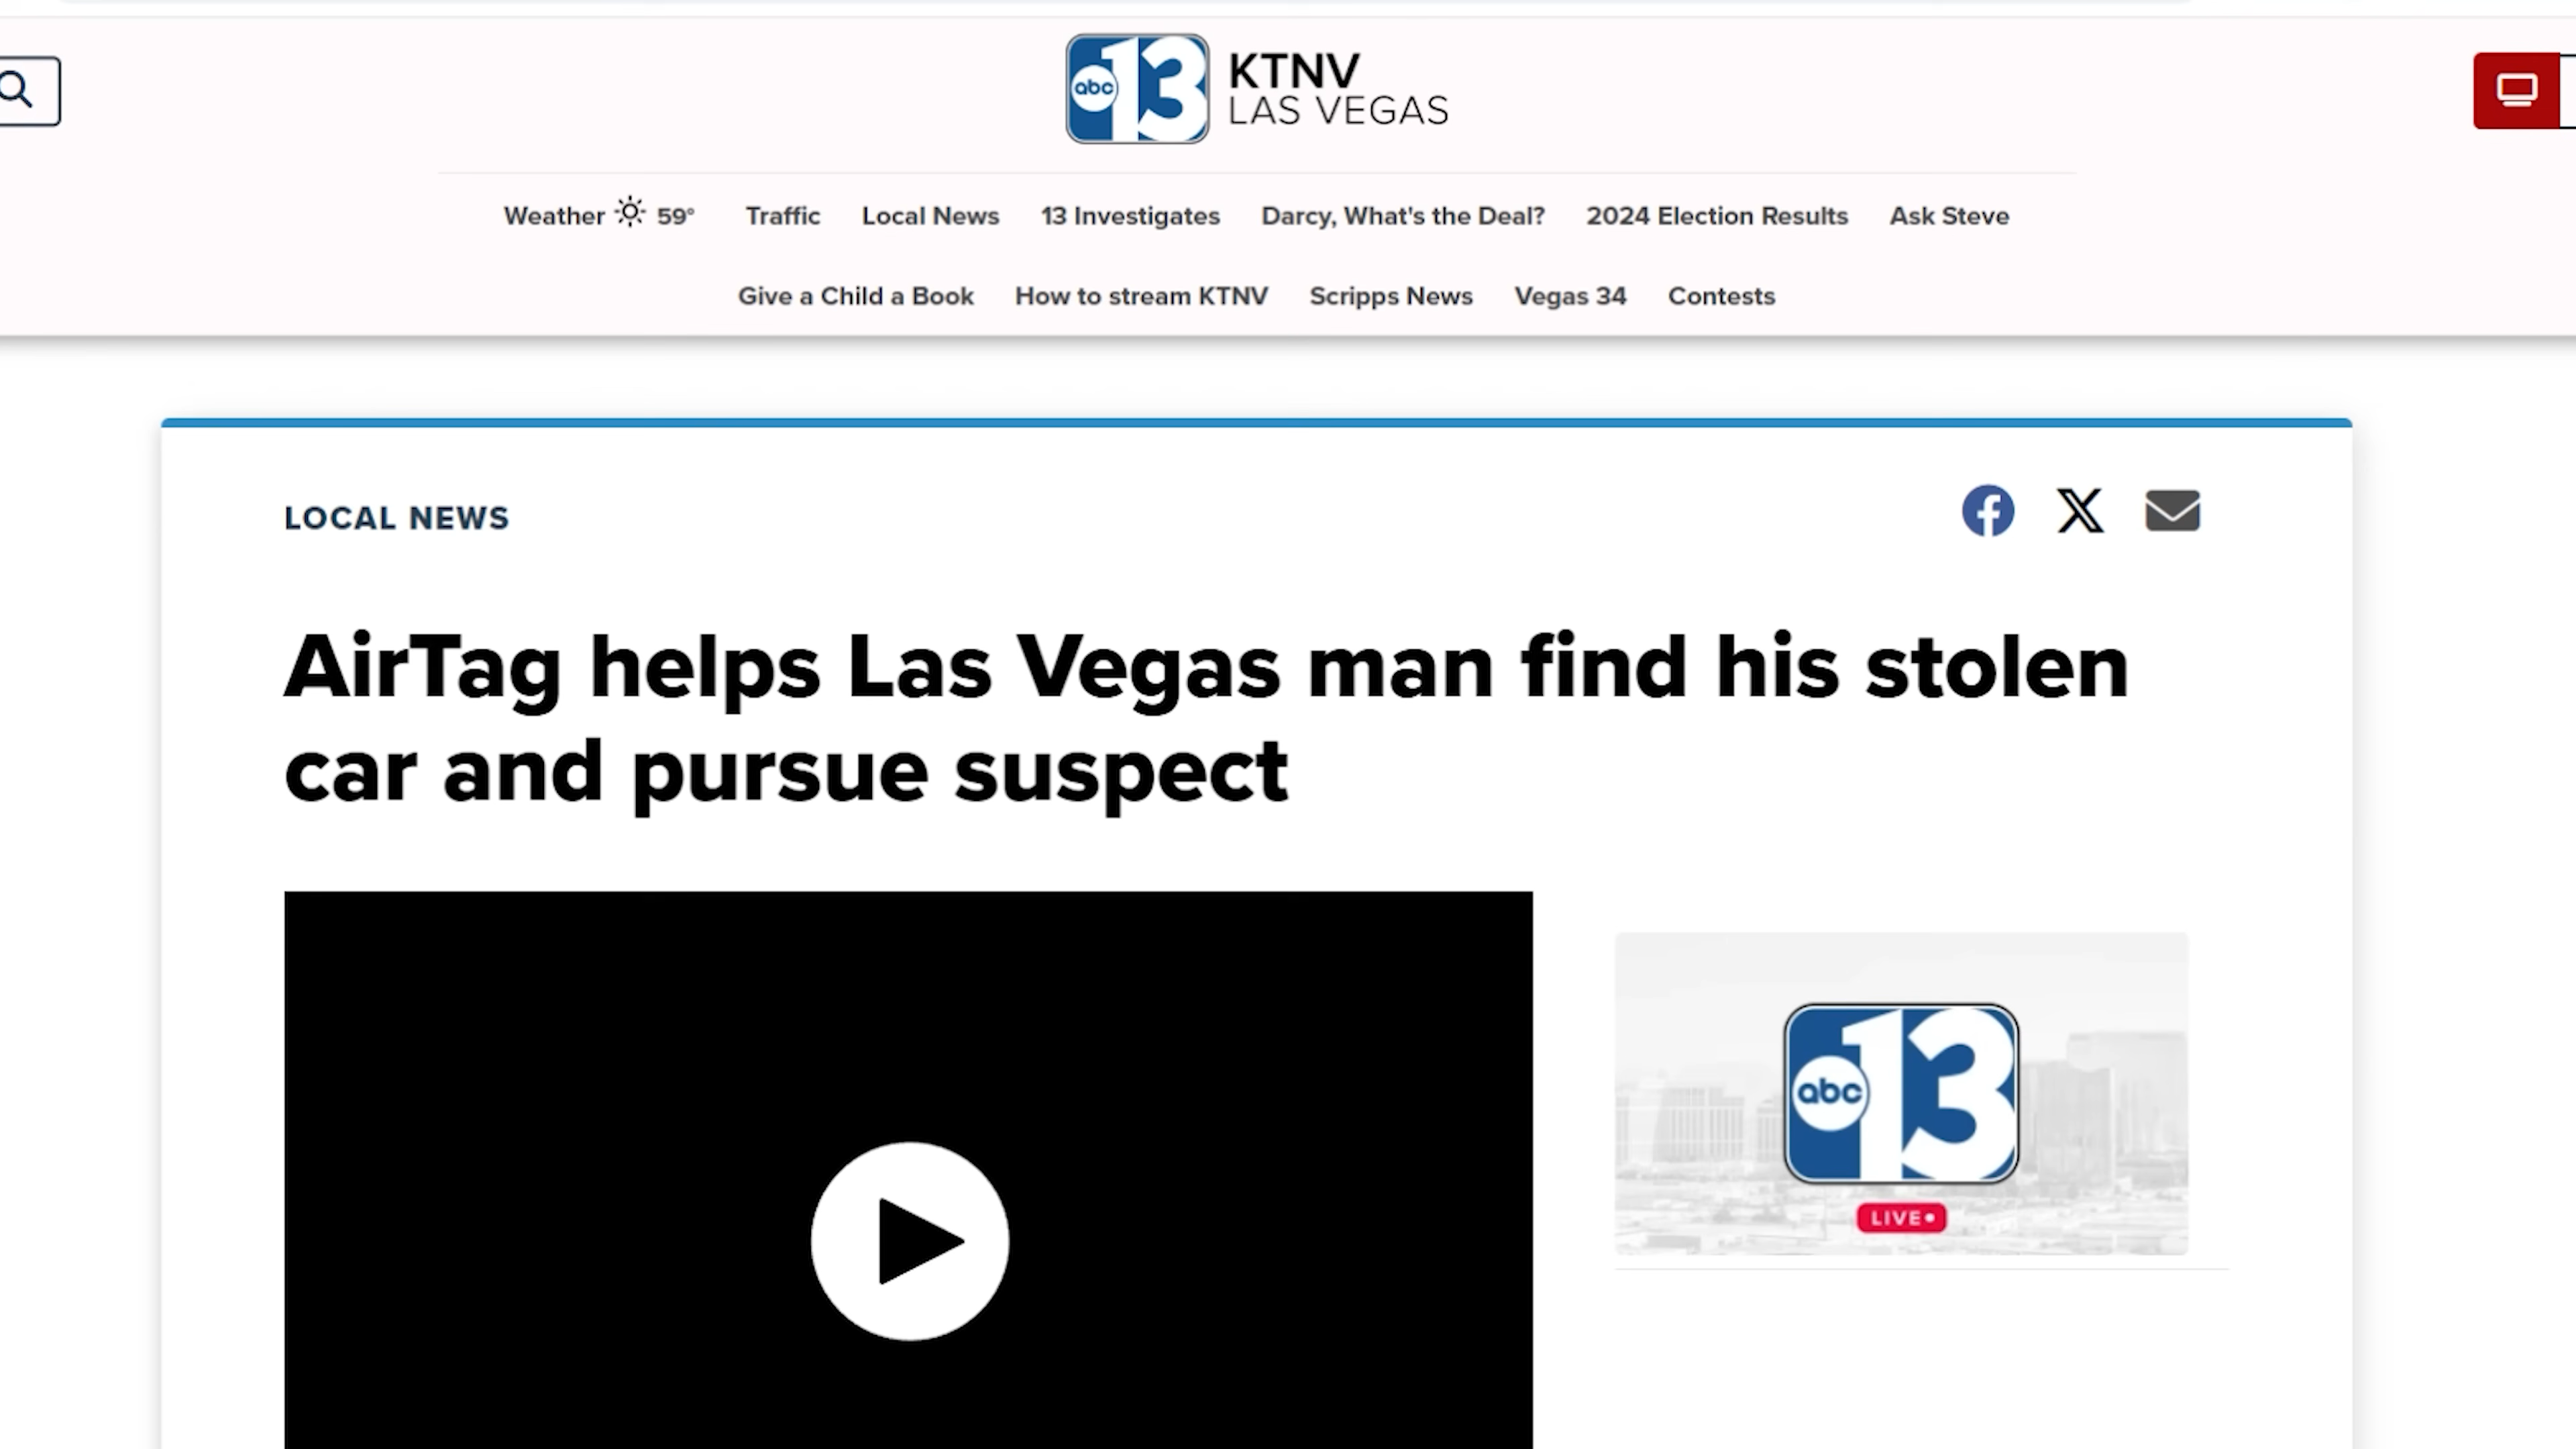 abc 13 KTNV
LAS VEGAS
Weather 59° Traffic Local News 13 Investigates Darcy, What's the Deal? 2024 Election Results Ask Steve
Give a Child a Book How to stream KTNV Scripps News Vegas 34 Contests
LOCAL NEWS
AirTag helps Las Vegas man find his stolen
car and pursue suspect
abc 13
LIVE